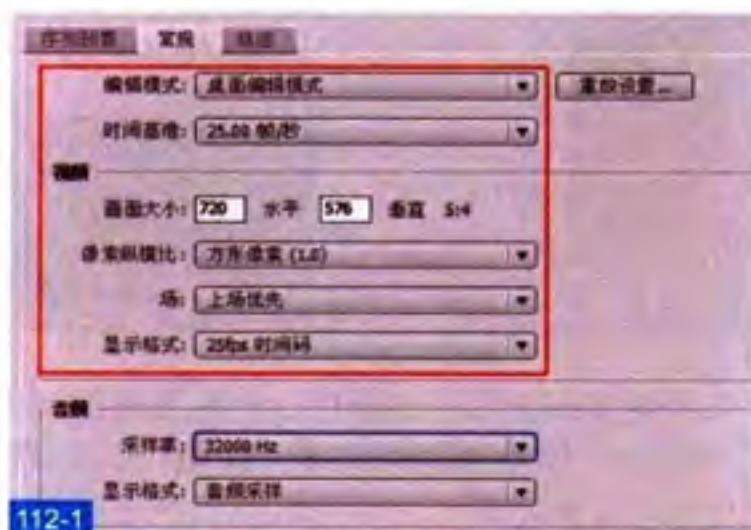 序列预置 常规 轨道
编辑模式: 桌面编辑模式 重放设置...
时间基准: 25.00 帧/秒
视频
画面大小: 720 水平 576 垂直 5:4
像素纵横比: 方形像素 (1.0)
场: 上场优先
显示格式: 25fps 时间码
音频
采样率: 32000 Hz
显示格式: 音频采样
112-1